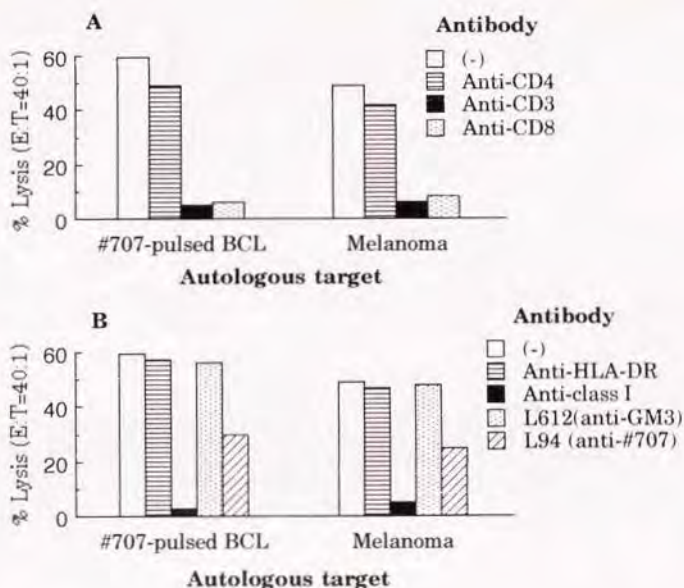 A
Antibody
(-)
Anti-CD4
Anti-CD3
Anti-CD8
% Lysis (E:T=40:1)
60
40
20
0
#707-pulsed BCL
Melanoma
Autologous target
B
Antibody
(-)
Anti-HLA-DR
Anti-class I
L612(anti-GM3)
L94 (anti-#707)
% Lysis (E:T=40:1)
60
40
20
0
#707-pulsed BCL
Melanoma
Autologous target